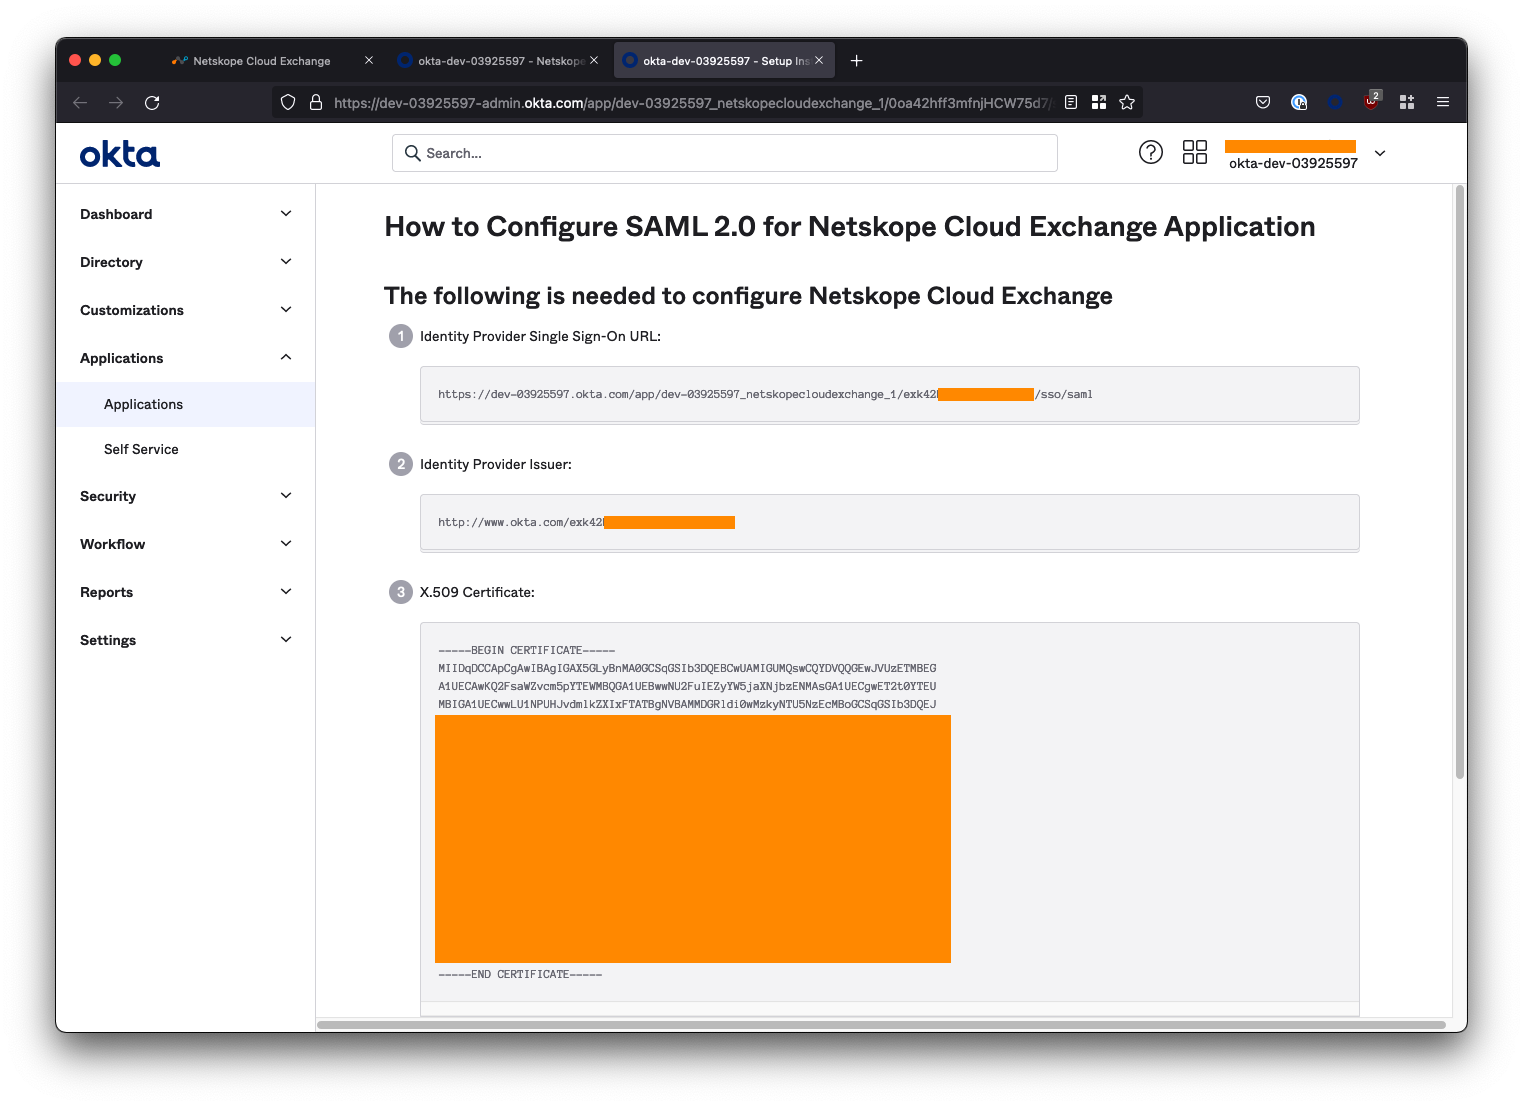 Netskope Cloud Exchange
okta-dev-03925597 - Netskope
okta-dev-03925597 - Setup Ins
https://dev-03925597-admin.okta.com/app/dev-03925597_netskopecloudexchange_1/0oa42hff3mfnjHCW75d7/
2
okta
Search...
okta-dev-03925597
Dashboard
Directory
Customizations
Applications
Applications
Self Service
Security
Workflow
Reports
Settings
How to Configure SAML 2.0 for Netskope Cloud Exchange Application
The following is needed to configure Netskope Cloud Exchange
1 Identity Provider Single Sign-On URL:
https://dev-03925597.okta.com/app/dev-03925597_netskopecloudexchange_1/exk42 /sso/saml
2 Identity Provider Issuer:
http://www.okta.com/exk42
3 X.509 Certificate:
-----BEGIN CERTIFICATE-----
MIIDqDCCApCgAwIBAgIGAX5GLyBnMA0GCSqGSIb3DQEBCwUAMIGUMQswCQYDVQQGEwJVUzETMBEG
A1UECAwKQ2FsaWZvcm5pYTEWMBQGA1UEBwwNU2FuIEZyYW5jaXNjbzENMAsGA1UECgwET2t0YTEU
MBIGA1UECwwLU1NPUHJvdmlkZXIxFTATBgNVBAMMDGRldi0wMzkyNTU5NzEcMBoGCSqGSIb3DQEJ
-----END CERTIFICATE-----